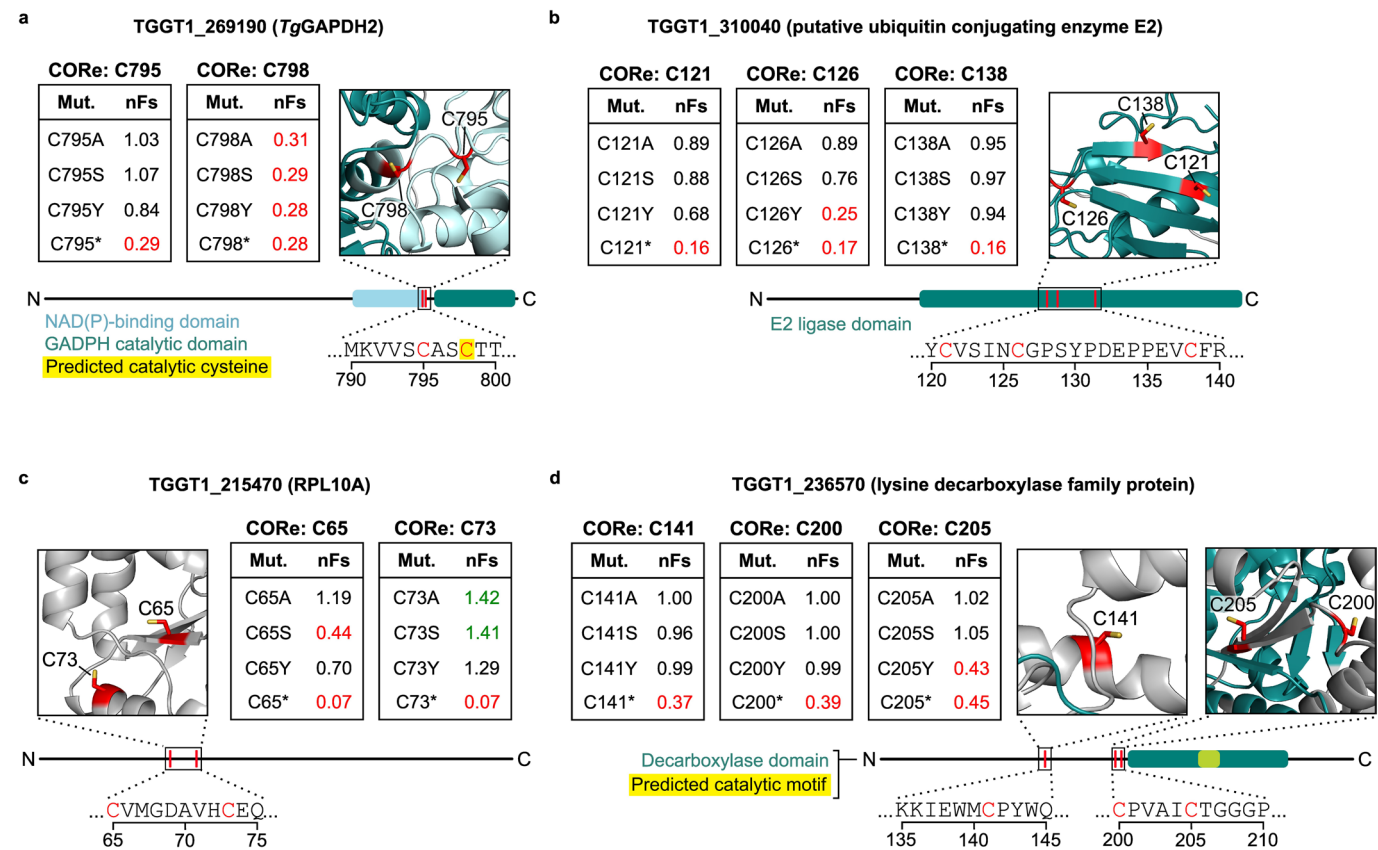 a
TGGT1_269190 (TgGAPDH2)
CORe: C795 CORe: C798
Mut. nFs Mut. nFs
C795A 1.03 C798A 0.31
C795S 1.07 C798S 0.29
C795Y 0.84 C798Y 0.28
C795* 0.29 C798* 0.28
C795
C798
N C
NAD(P)-binding domain
GADPH catalytic domain
Predicted catalytic cysteine
...MKVVSCASCTT...
790 795 800
b
TGGT1_310040 (putative ubiquitin conjugating enzyme E2)
CORe: C121 CORe: C126 CORe: C138
Mut. nFs Mut. nFs Mut. nFs
C121A 0.89 C126A 0.89 C138A 0.95
C121S 0.88 C126S 0.76 C138S 0.97
C121Y 0.68 C126Y 0.25 C138Y 0.94
C121* 0.16 C126* 0.17 C138* 0.16
C138
C121
C126
N C
E2 ligase domain
...YCVSINCGPSYPDEPPEVCFR...
120 125 130 135 140
c
TGGT1_215470 (RPL10A)
CORe: C65 CORe: C73
Mut. nFs Mut. nFs
C65A 1.19 C73A 1.42
C65S 0.44 C73S 1.41
C65Y 0.70 C73Y 1.29
C65* 0.07 C73* 0.07
C65
C73
N C
...CVMGDAVHCEQ...
65 70 75
d
TGGT1_236570 (lysine decarboxylase family protein)
CORe: C141 CORe: C200 CORe: C205
Mut. nFs Mut. nFs Mut. nFs
C141A 1.00 C200A 1.00 C205A 1.02
C141S 0.96 C200S 1.00 C205S 1.05
C141Y 0.99 C200Y 0.99 C205Y 0.43
C141* 0.37 C200* 0.39 C205* 0.45
C141
C205 C200
Decarboxylase domain
Predicted catalytic motif
N C
...KKIEWMCPYWQ... ...CPVAICTGGGP...
135 140 145 200 205 210